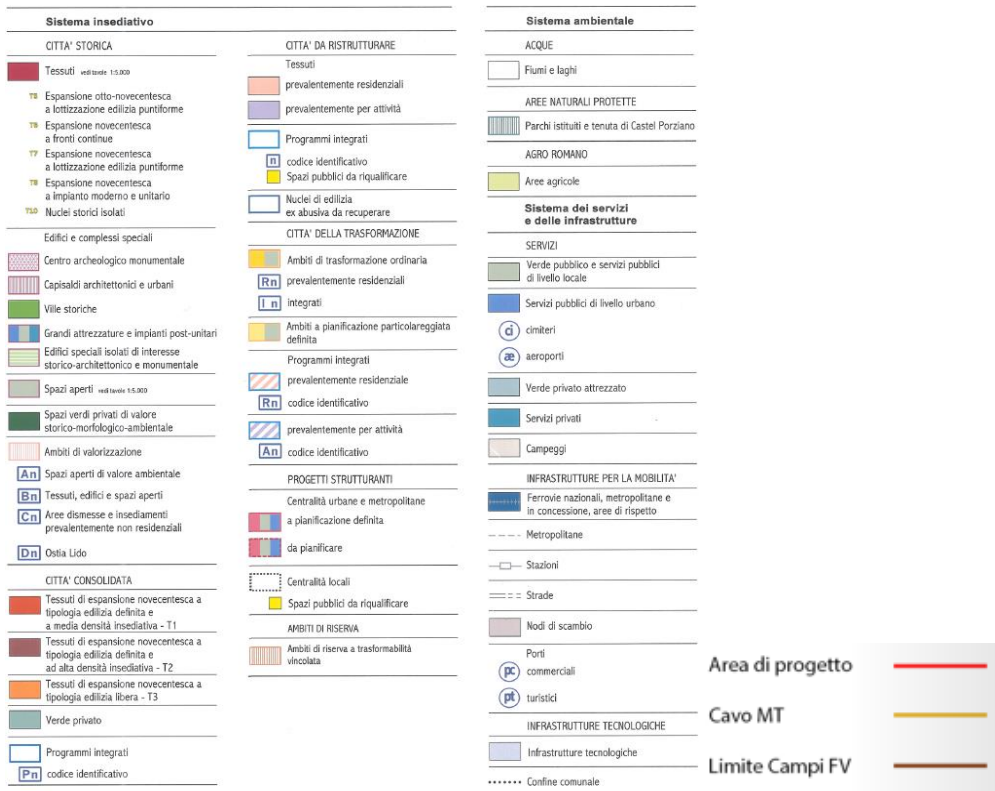 Sistema insediativo
CITTA' STORICA
Tessuti vedi tavole 1:5.000
T5 Espansione otto-novecentesca
a lottizzazione edilizia puntiforme
T6 Espansione novecentesca
a fronti continue
T7 Espansione novecentesca
a lottizzazione edilizia puntiforme
T8 Espansione novecentesca
a impianto moderno e unitario
T10 Nuclei storici isolati
Edifici e complessi speciali
Centro archeologico monumentale
Capisaldi architettonici e urbani
Ville storiche
Grandi attrezzature e impianti post-unitari
Edifici speciali isolati di interesse
storico-architettonico e monumentale
Spazi aperti vedi tavole 1:5.000
Spazi verdi privati di valore
storico-morfologico-ambientale
Ambiti di valorizzazione
An Spazi aperti di valore ambientale
Bn Tessuti, edifici e spazi aperti
Cn Aree dismesse e insediamenti
prevalentemente non residenziali
Dn Ostia Lido
CITTA' CONSOLIDATA
Tessuti di espansione novecentesca a
tipologia edilizia definita e
a media densità insediativa - T1
Tessuti di espansione novecentesca a
tipologia edilizia definita e
ad alta densità insediativa - T2
Tessuti di espansione novecentesca a
tipologia edilizia libera - T3
Verde privato
Programmi integrati
Pn codice identificativo
CITTA' DA RISTRUTTURARE
Tessuti
prevalentemente residenziali
prevalentemente per attività
Programmi integrati
n codice identificativo
Spazi pubblici da riqualificare
Nuclei di edilizia
ex abusiva da recuperare
CITTA' DELLA TRASFORMAZIONE
Ambiti di trasformazione ordinaria
Rn prevalentemente residenziali
I n integrati
Ambiti a pianificazione particolareggiata
definita
Programmi integrati
prevalentemente residenziale
Rn codice identificativo
prevalentemente per attività
An codice identificativo
PROGETTI STRUTTURANTI
Centralità urbane e metropolitane
a pianificazione definita
da pianificare
Centralità locali
Spazi pubblici da riqualificare
AMBITI DI RISERVA
Ambiti di riserva a trasformabilità
vincolata
Sistema ambientale
ACQUE
Fiumi e laghi
AREE NATURALI PROTETTE
Parchi istituiti e tenuta di Castel Porziano
AGRO ROMANO
Aree agricole
Sistema dei servizi
e delle infrastrutture
SERVIZI
Verde pubblico e servizi pubblici
di livello locale
Servizi pubblici di livello urbano
ci cimiteri
æ aeroporti
Verde privato attrezzato
Servizi privati
Campeggi
INFRASTRUTTURE PER LA MOBILITA'
Ferrovie nazionali, metropolitane e
in concessione, aree di rispetto
Metropolitane
Stazioni
Strade
Nodi di scambio
Porti
pc commerciali
pt turistici
INFRASTRUTTURE TECNOLOGICHE
Infrastrutture tecnologiche
Confine comunale
Area di progetto
Cavo MT
Limite Campi FV